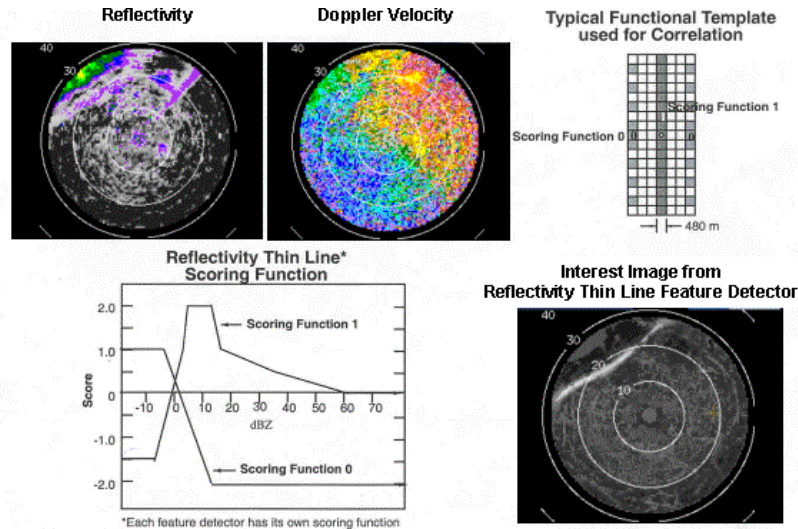 Reflectivity
Doppler Velocity
Typical Functional Template
used for Correlation
40
30
40
30
Scoring Function 1
Scoring Function 0
0
0
480 m
Reflectivity Thin Line*
Scoring Function
2.0
1.0
0
-1.0
-2.0
Score
-10
0
10
20
30
40
50
60
70
dBZ
Scoring Function 1
Scoring Function 0
*Each feature detector has its own scoring function
Interest Image from
Reflectivity Thin Line Feature Detector
40
30
20
10